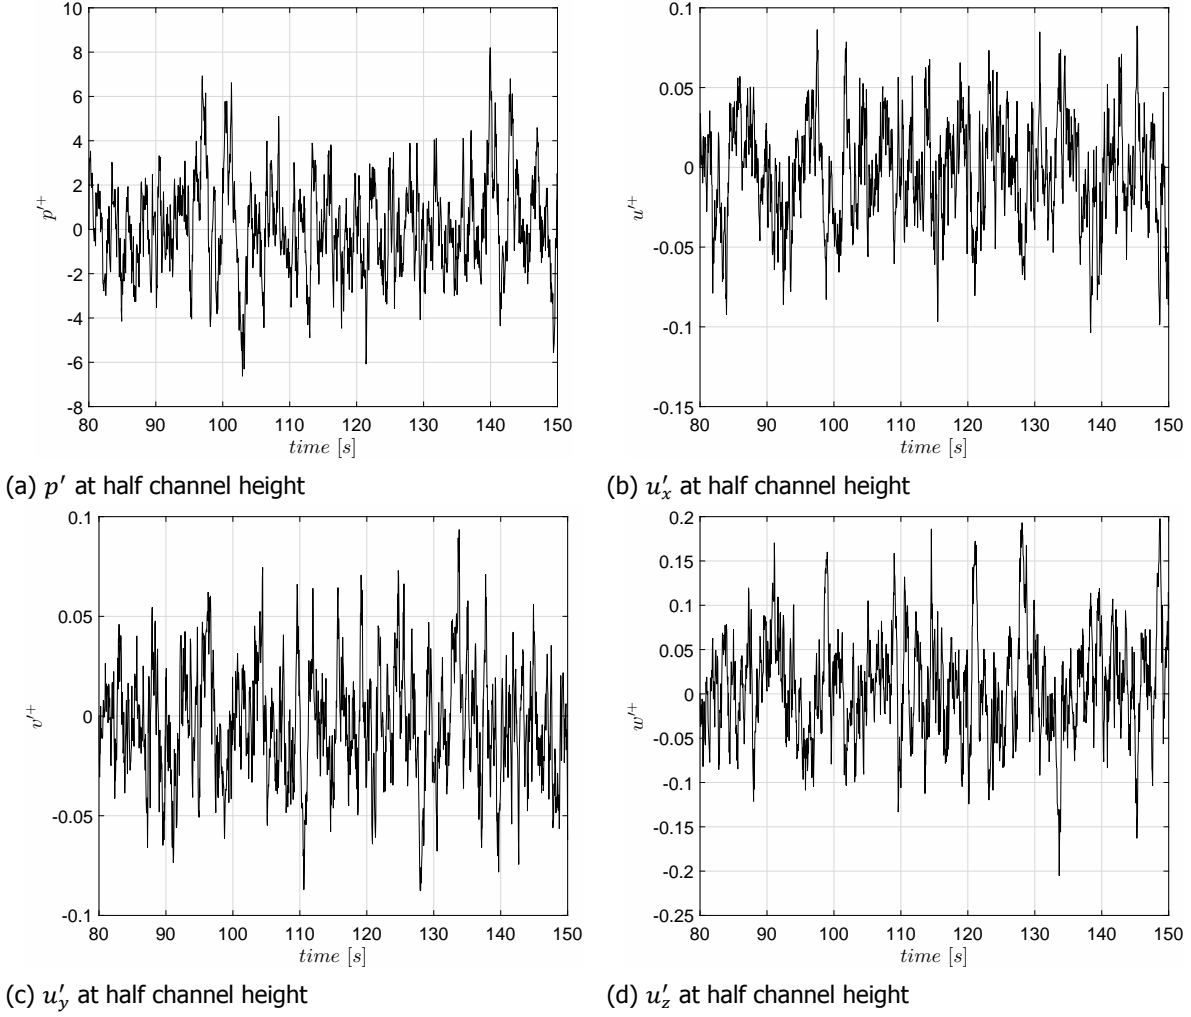 10
8
6
4
2
0
-2
-4
-6
-8
p′+
80 90 100 110 120 130 140 150
time [s]
(a) p′ at half channel height
0.1
0.05
0
-0.05
-0.1
-0.15
u′+
80 90 100 110 120 130 140 150
time [s]
(b) u′x at half channel height
0.1
0.05
0
-0.05
-0.1
v′+
80 90 100 110 120 130 140 150
time [s]
(c) u′y at half channel height
0.2
0.15
0.1
0.05
0
-0.05
-0.1
-0.15
-0.2
-0.25
w′+
80 90 100 110 120 130 140 150
time [s]
(d) u′z at half channel height